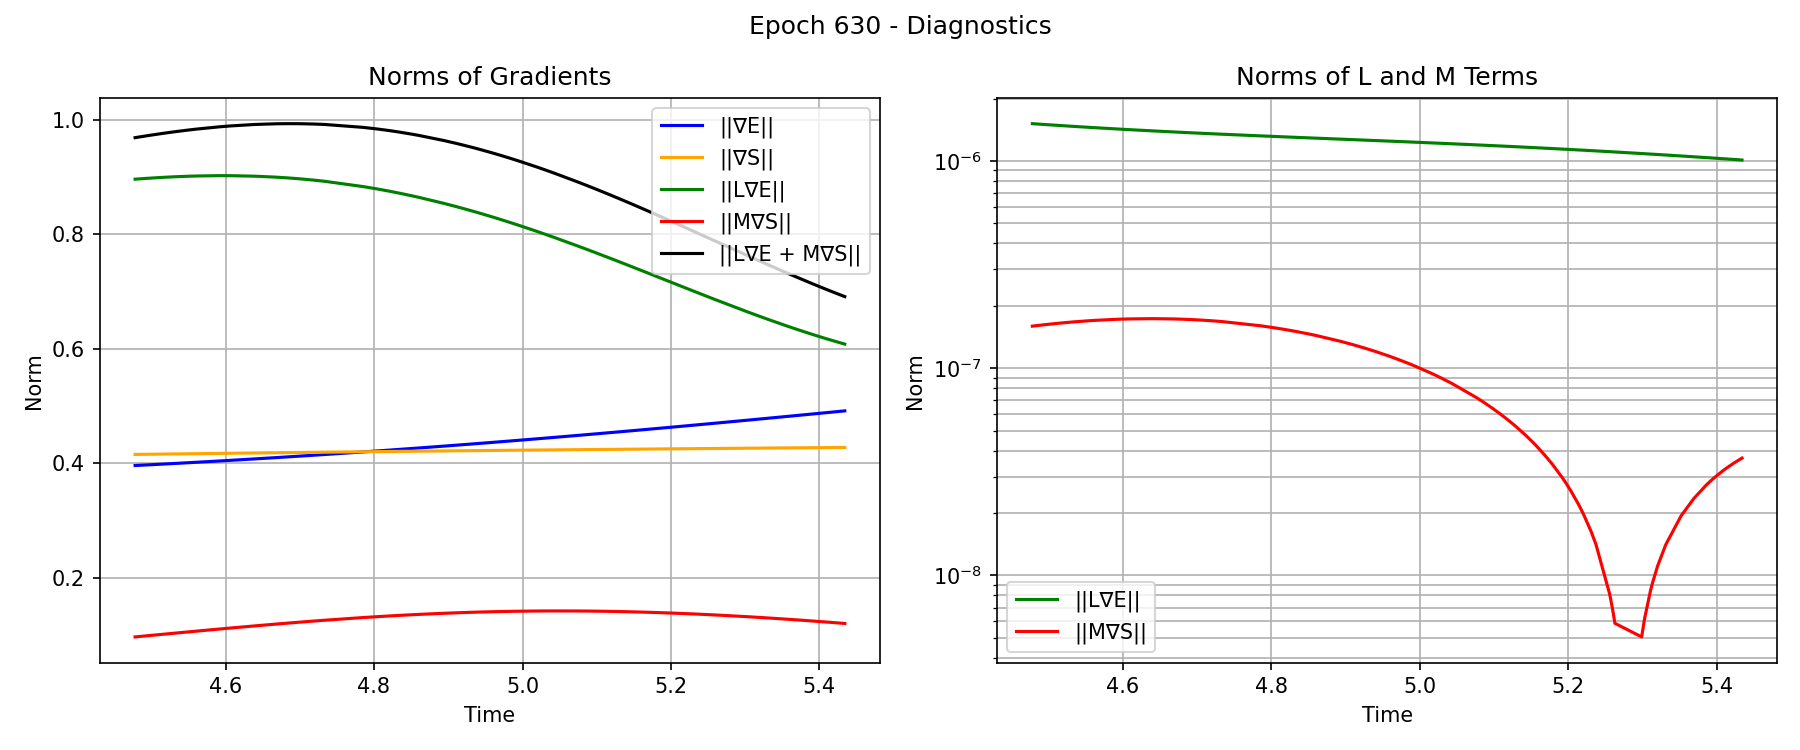 Epoch 630 - Diagnostics
Norms of Gradients
1.0
0.8
0.6
0.4
0.2
Norm
4.6 4.8 5.0 5.2 5.4
Time
||∇E||
||∇S||
||L∇E||
||M∇S||
||L∇E + M∇S||
Norms of L and M Terms
10⁻⁶
10⁻⁷
10⁻⁸
Norm
4.6 4.8 5.0 5.2 5.4
Time
||L∇E||
||M∇S||